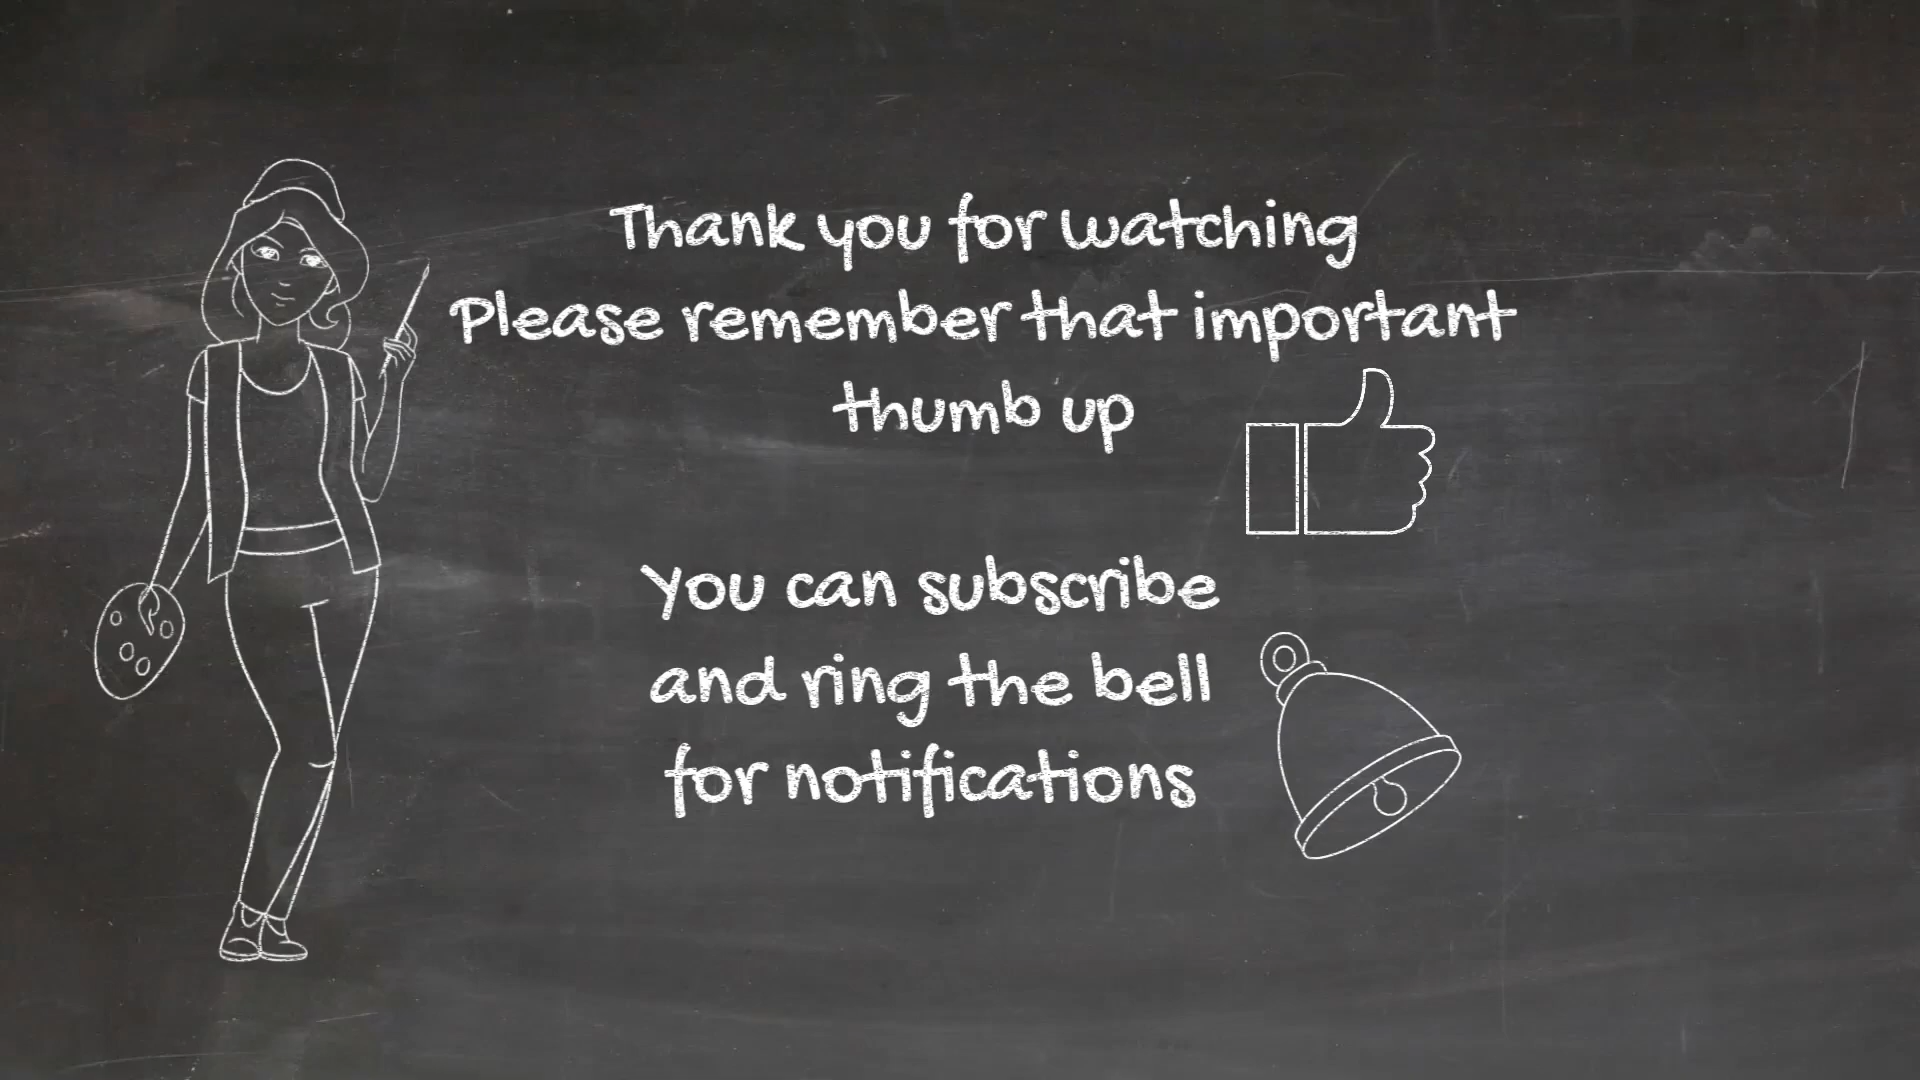 Thank you for watching
Please remember that important
thumb up
You can subscribe
and ring the bell
for notifications